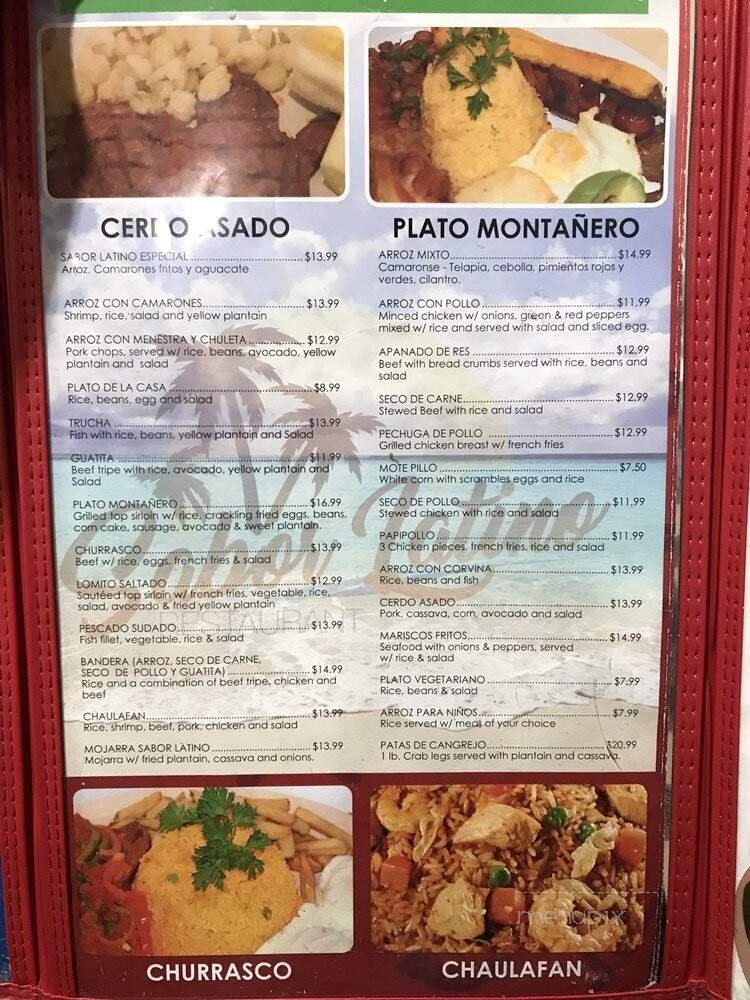 CERDO ASADO
PLATO MONTAÑERO
SABOR LATINO ESPECIAL ........ $13.99
Arroz, Camarones fritos y aguacate
ARROZ CON CAMARONES ........ $13.99
Shrimp, rice, salad and yellow plantain
ARROZ CON MENESTRA Y CHULETA ........ $12.99
Pork chops, served w/ rice, beans, avocado, yellow
plantain and salad
PLATO DE LA CASA ........ $8.99
Rice, beans, egg and salad
TRUCHA ........ $13.99
Fish with rice, beans, yellow plantain and Salad
GUATITA ........ $11.99
Beef tripe with rice, avocado, yellow plantain and
Salad
PLATO MONTAÑERO ........ $16.99
Grilled top sirloin w/ rice, crackling fried eggs, beans,
corn cake, sausage, avocado & sweet plantain.
CHURRASCO ........ $13.99
Beef w/ rice, eggs, french fries & salad
LOMITO SALTADO ........ $12.99
Sautéed top sirloin w/ french fries, vegetable, rice,
salad, avocado & fried yellow plantain
PESCADO SUDADO ........ $13.99
Fish fillet, vegetable, rice & salad
BANDERA (ARROZ, SECO DE CARNE,
SECO DE POLLO Y GUATITA) ........ $14.99
Rice and a combination of beef tripe, chicken and
beef
CHAULAFAN ........ $13.99
Rice, shrimp, beef, pork, chicken and salad
MOJARRA SABOR LATINO ........ $13.99
Mojarra w/ fried plantain, cassava and onions.
ARROZ MIXTO ........ $14.99
Camaronse - Telapia, cebolla, pimientos rojos y
verdes, cilantro.
ARROZ CON POLLO ........ $11.99
Minced chicken w/ onions, green & red peppers
mixed w/ rice and served with salad and sliced egg.
APANADO DE RES ........ $12.99
Beef with bread crumbs served with rice, beans and
salad
SECO DE CARNE ........ $12.99
Stewed Beef with rice and salad
PECHUGA DE POLLO ........ $12.99
Grilled chicken breast w/ french fries
MOTE PILLO ........ $7.50
White corn with scrambles eggs and rice
SECO DE POLLO ........ $11.99
Stewed chicken with rice and salad
PAPIPOLLO ........ $11.99
3 Chicken pieces, french fries, rice and salad
ARROZ CON CORVINA ........ $13.99
Rice, beans and fish
CERDO ASADO ........ $13.99
Pork, cassava, corn, avocado and salad
MARISCOS FRITOS ........ $14.99
Seafood with onions & peppers, served
w/ rice & salad
PLATO VEGETARIANO ........ $7.99
Rice, beans & salad
ARROZ PARA NIÑOS ........ $7.99
Rice served w/ meal of your choice
PATAS DE CANGREJO ........ $20.99
1 lb. Crab legs served with plantain and cassava.
Sabor Latino
RESTAURANT
CHURRASCO
CHAULAFAN
menupix